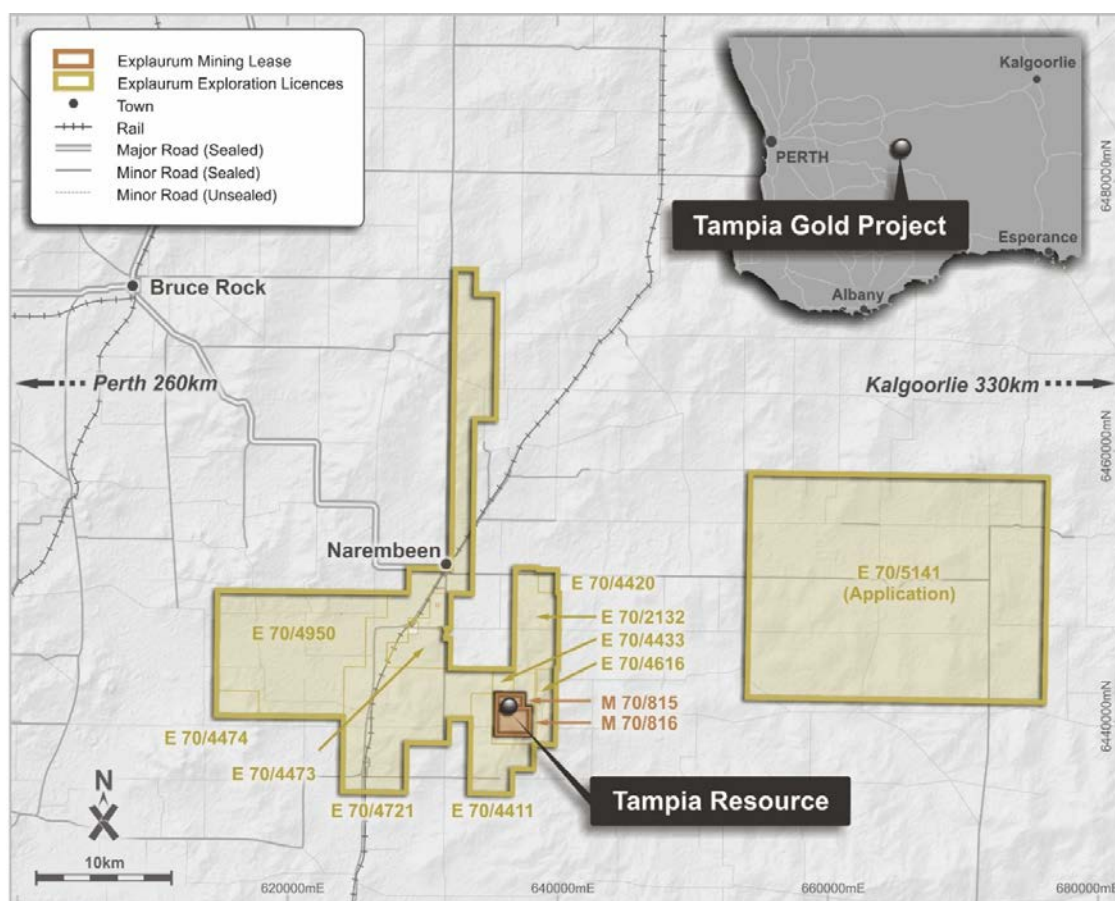 Explaurum Mining Lease
Explaurum Exploration Licences
Town
Rail
Major Road (Sealed)
Minor Road (Sealed)
Minor Road (Unsealed)
Kalgoorlie
PERTH
Tampia Gold Project
Esperance
Albany
6480000mN
Bruce Rock
Perth 260km
Kalgoorlie 330km
6460000mN
Narembeen
E 70/4420
E 70/5141
(Application)
E 70/2132
E 70/4950
E 70/4433
E 70/4616
M 70/815
M 70/816
6440000mN
E 70/4474
E 70/4473
E 70/4721
E 70/4411
Tampia Resource
N
10km
620000mE
640000mE
660000mE
680000mE